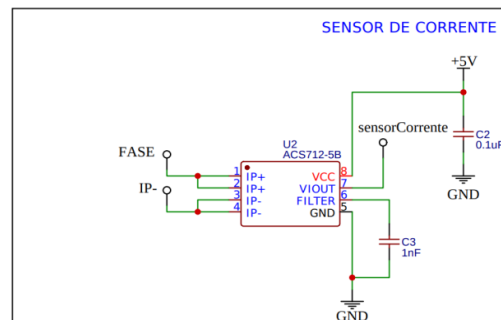 SENSOR DE CORRENTE
+5V
sensorCorrente
C2
0.1uF
GND
U2
ACS712-5B
FASE
IP-
1 IP+ VCC 8
2 IP+ VIOUT 7
3 IP- FILTER 6
4 IP- GND 5
C3
1nF
GND